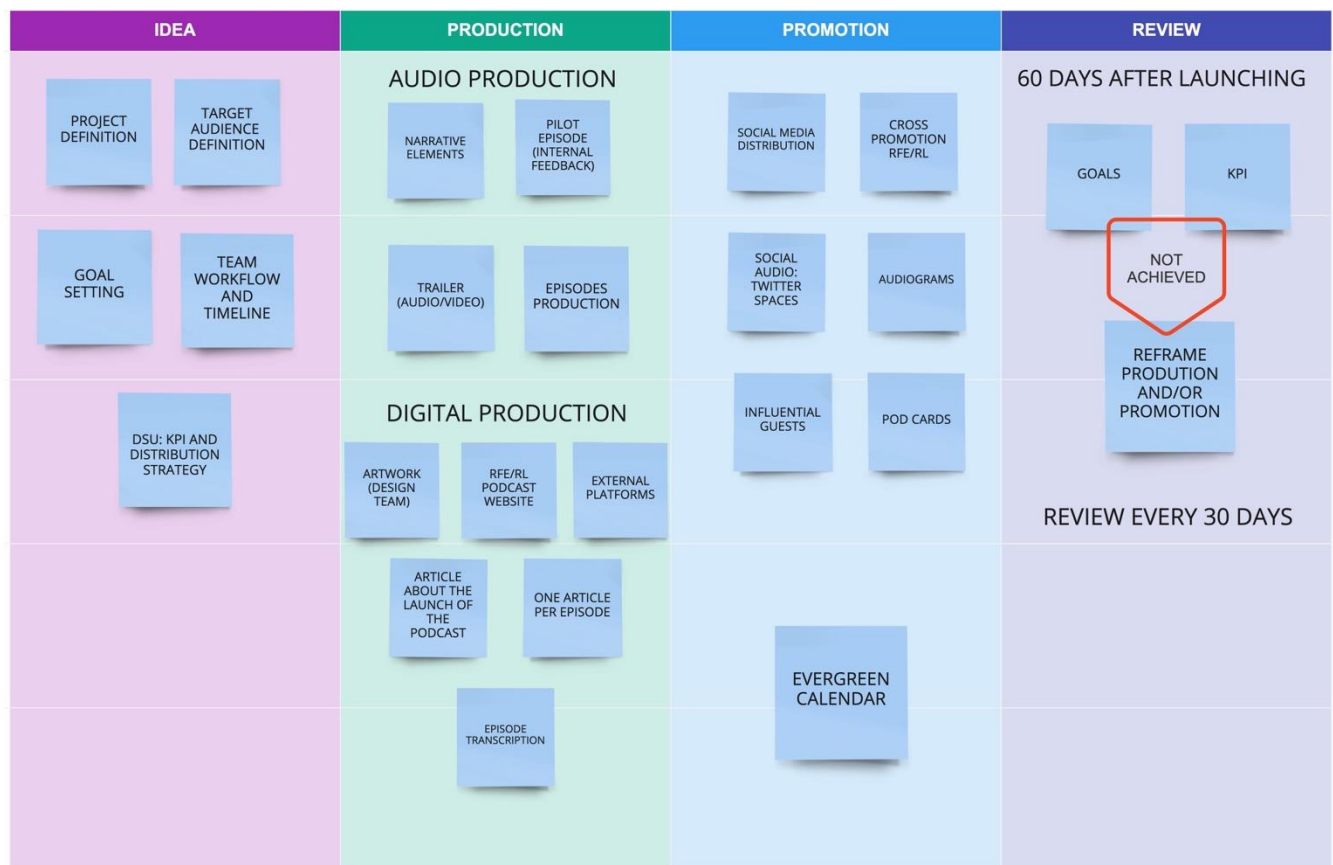 IDEA
PRODUCTION
PROMOTION
REVIEW
PROJECT
DEFINITION
TARGET
AUDIENCE
DEFINITION
GOAL
SETTING
TEAM
WORKFLOW
AND
TIMELINE
DSU: KPI AND
DISTRIBUTION
STRATEGY
AUDIO PRODUCTION
NARRATIVE
ELEMENTS
PILOT
EPISODE
(INTERNAL
FEEDBACK)
TRAILER
(AUDIO/VIDEO)
EPISODES
PRODUCTION
DIGITAL PRODUCTION
ARTWORK
(DESIGN
TEAM)
RFE/RL
PODCAST
WEBSITE
EXTERNAL
PLATFORMS
ARTICLE
ABOUT THE
LAUNCH OF
THE
PODCAST
ONE ARTICLE
PER EPISODE
EPISODE
TRANSCRIPTION
SOCIAL MEDIA
DISTRIBUTION
CROSS
PROMOTION
RFE/RL
SOCIAL
AUDIO:
TWITTER
SPACES
AUDIOGRAMS
INFLUENTIAL
GUESTS
POD CARDS
EVERGREEN
CALENDAR
60 DAYS AFTER LAUNCHING
GOALS
KPI
NOT
ACHIEVED
REFRAME
PRODUTION
AND/OR
PROMOTION
REVIEW EVERY 30 DAYS